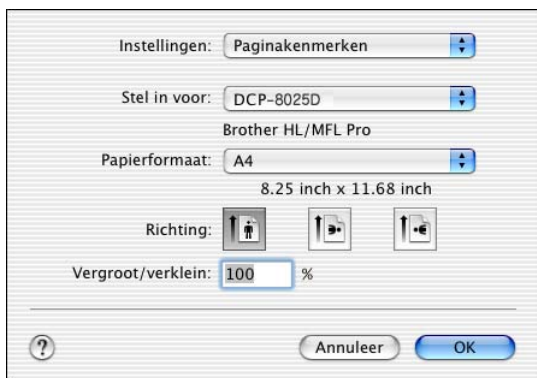 Instellingen: Paginakenmerken
Stel in voor: DCP-8025D
Brother HL/MFL Pro
Papierformaat: A4
8.25 inch x 11.68 inch
Richting:
Vergroot/verklein: 100 %
? Annuleer OK